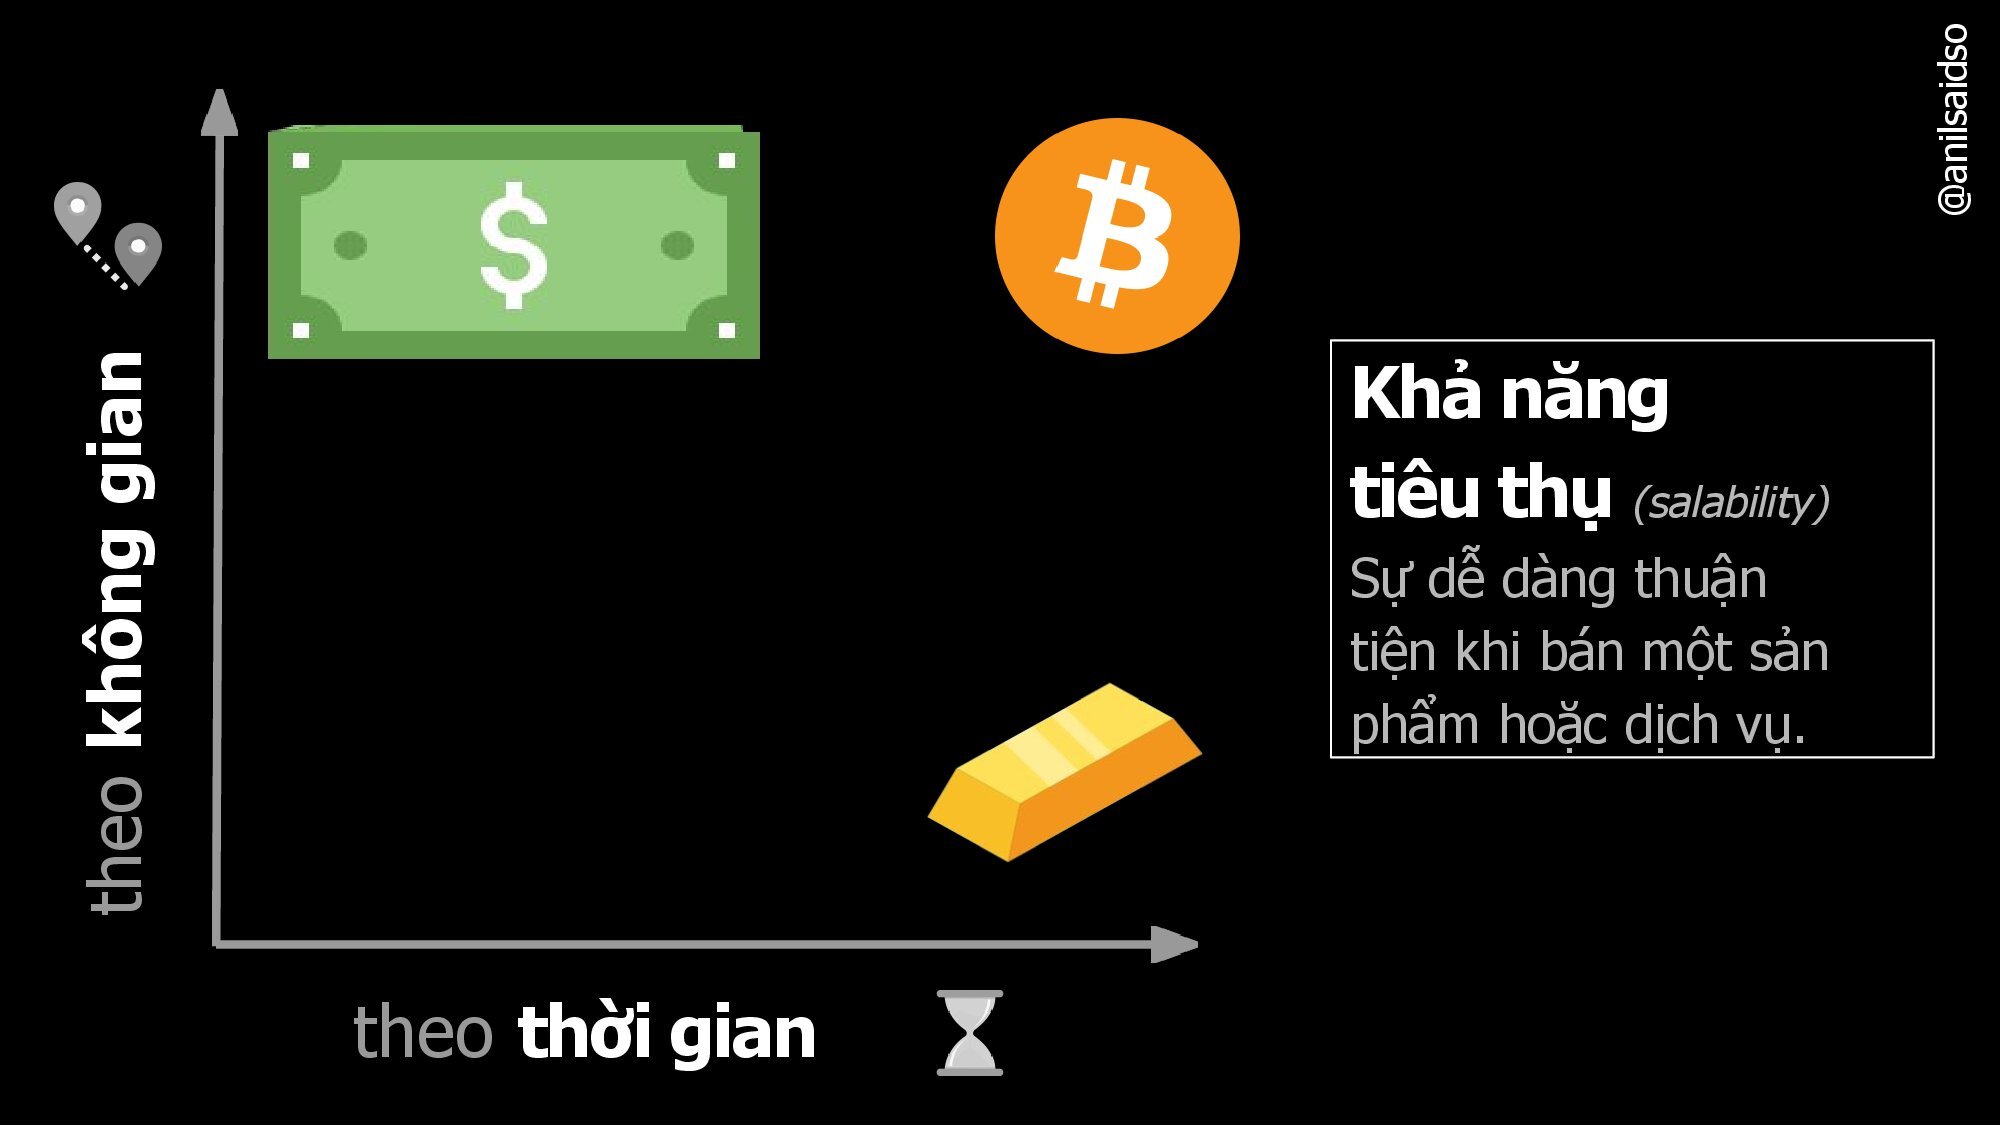 @anilsaidso
theo không gian
Khả năng
tiêu thụ (salability)
Sự dễ dàng thuận
tiện khi bán một sản
phẩm hoặc dịch vụ.
theo thời gian